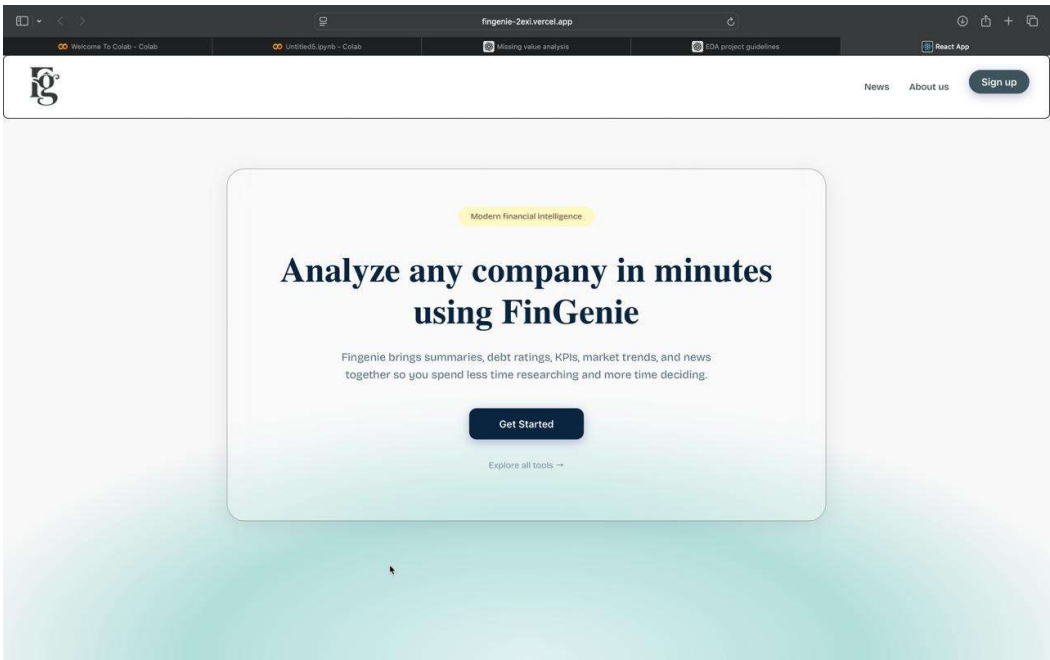 fingenie-2exi.vercel.app
Welcome To Colab - Colab
Untitled5.ipynb - Colab
Missing value analysis
EDA project guidelines
React App
Fg
News
About us
Sign up
Modern financial intelligence
Analyze any company in minutes
using FinGenie
Fingenie brings summaries, debt ratings, KPIs, market trends, and news
together so you spend less time researching and more time deciding.
Get Started
Explore all tools →